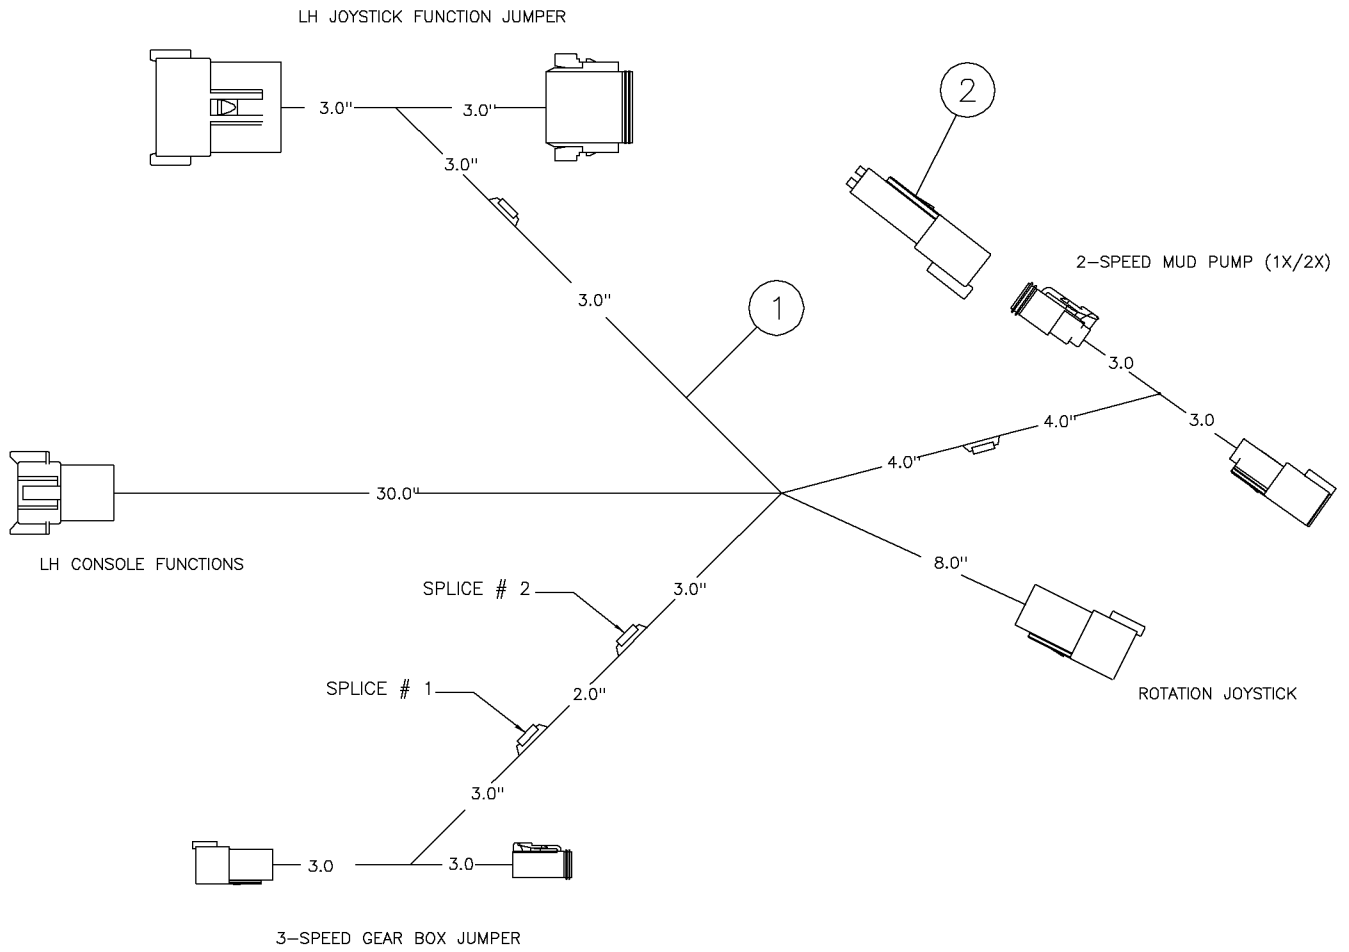 LH JOYSTICK FUNCTION JUMPER
3.0"
3.0"
2
3.0"
2-SPEED MUD PUMP (1X/2X)
3.0"
1
3.0
3.0
4.0"
4.0"
30.0"
LH CONSOLE FUNCTIONS
8.0"
SPLICE # 2
3.0"
SPLICE # 1
2.0"
ROTATION JOYSTICK
3.0"
3.0
3.0
3-SPEED GEAR BOX JUMPER